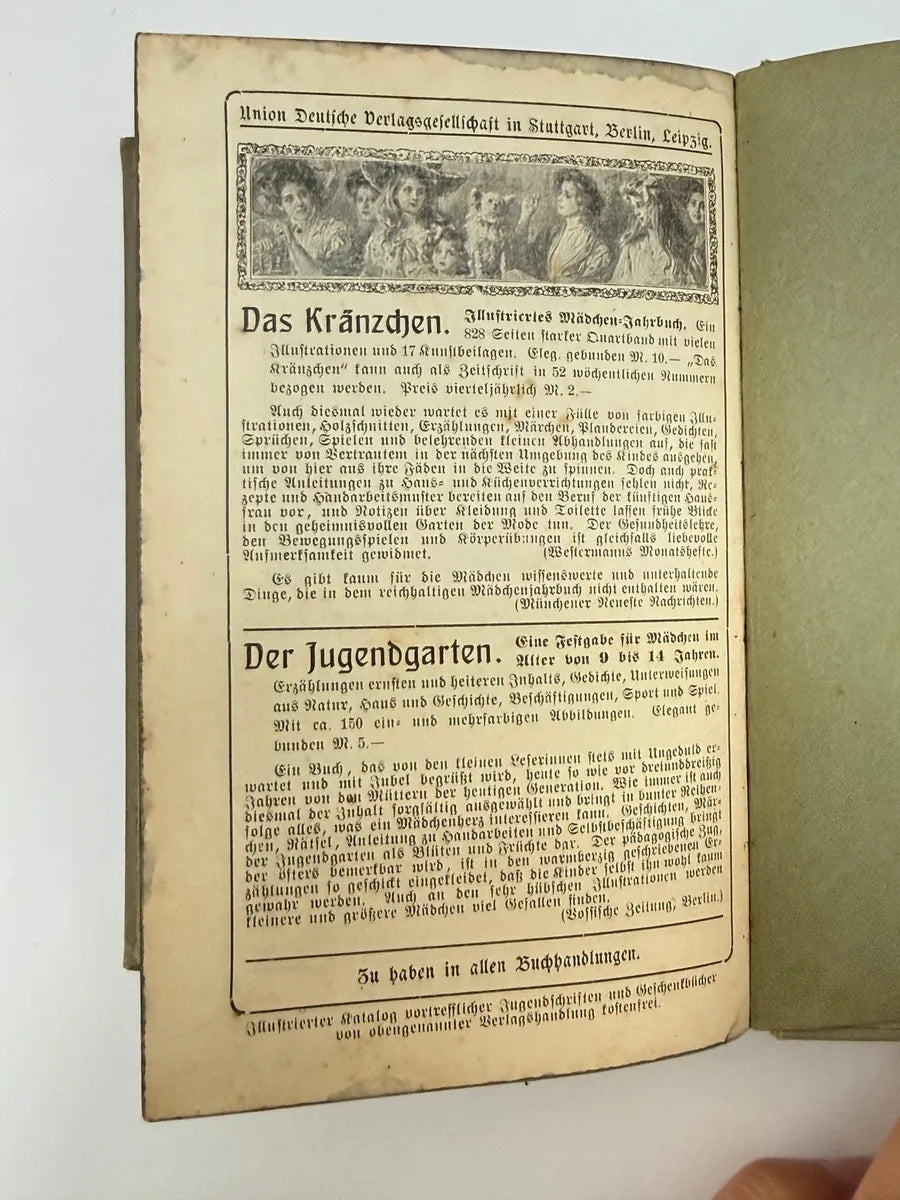 Union Deutsche Verlagsgesellschaft in Stuttgart, Berlin, Leipzig.
Das Kränzchen. Illustriertes Mädchen-Jahrbuch. Ein
828 Seiten starker Quartband mit vielen
Illustrationen und 17 Kunstbeilagen. Eleg. gebunden M. 10.— „Das
Kränzchen“ kann auch als Zeitschrift in 52 wöchentlichen Nummern
bezogen werden. Preis vierteljährlich M. 2.—
Auch diesmal wieder wartet es mit einer Fülle von farbigen Illu-
strationen, Holzschnitten, Erzählungen, Märchen, Plaudereien, Gedichten,
Sprüchen, Spielen und belehrenden kleinen Abhandlungen auf, die fast
immer von Vertrautem in der nächsten Umgebung des Kindes ausgehen,
um von hier aus ihre Fäden in die Weite zu spinnen. Doch auch prak-
tische Anleitungen zu Haus- und Küchenverrichtungen fehlen nicht, Re-
zepte und Handarbeitsmuster bereiten auf den Beruf der künftigen Haus-
frau vor, und Notizen über Kleidung und Toilette lassen frühe Blicke
in den geheimnisvollen Garten der Mode tun. Der Gesundheitslehre,
den Bewegungsspielen und Körperübungen ist gleichfalls liebevolle
Aufmerksamkeit gewidmet. (Westermanns Monatshefte.)
Es gibt kaum für die Mädchen wissenswerte und unterhaltende
Dinge, die in dem reichhaltigen Mädchenjahrbuch nicht enthalten wären.
(Münchener Neueste Nachrichten.)
Der Jugendgarten. Eine Festgabe für Mädchen im
Alter von 9 bis 14 Jahren.
Erzählungen ernsten und heiteren Inhalts, Gedichte, Unterweisungen
aus Natur, Haus und Geschichte, Beschäftigungen, Sport und Spiel.
Mit ca. 150 ein- und mehrfarbigen Abbildungen. Elegant ge-
bunden M. 5.—
Ein Buch, das von den kleinen Leserinnen stets mit Ungeduld er-
wartet und mit Jubel begrüßt wird, heute so wie vor dreiunddreißig
Jahren von den Müttern der heutigen Generation. Wie immer ist auch
diesmal der Inhalt sorgfältig ausgewählt und bringt in bunter Reihen-
folge alles, was ein Mädchenherz interessieren kann. Geschichten, Mär-
chen, Rätsel, Anleitung zu Handarbeiten und Selbstbeschäftigung bringt
der Jugendgarten als Blüten und Früchte dar. Der pädagogische Zug,
der öfters bemerkbar wird, ist in den warmherzig geschriebenen Er-
zählungen so geschickt eingekleidet, daß die Kinder selbst ihn wohl kaum
gewahr werden. Auch an den sehr hübschen Illustrationen werden
kleinere und größere Mädchen viel Gefallen finden.
(Vossische Zeitung, Berlin.)
Zu haben in allen Buchhandlungen.
Illustrierter Katalog vortrefflicher Jugendschriften und Geschenkbücher
von obengenannter Verlagshandlung kostenfrei.